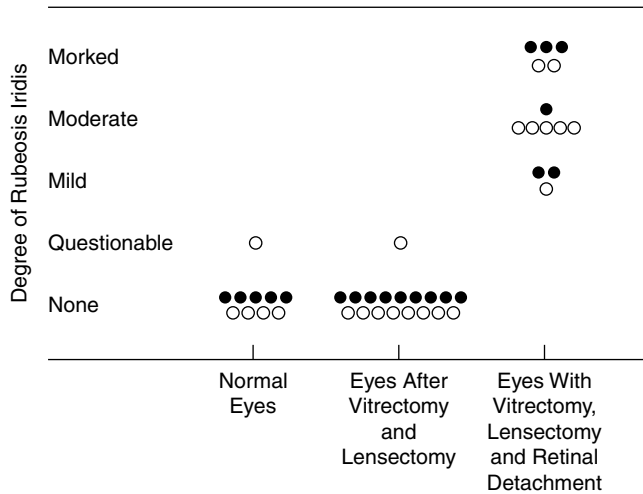 Degree of Rubeosis Iridis
Morked
Moderate
Mild
Questionable
None
Normal
Eyes
Eyes After
Vitrectomy
and
Lensectomy
Eyes With
Vitrectomy,
Lensectomy
and Retinal
Detachment